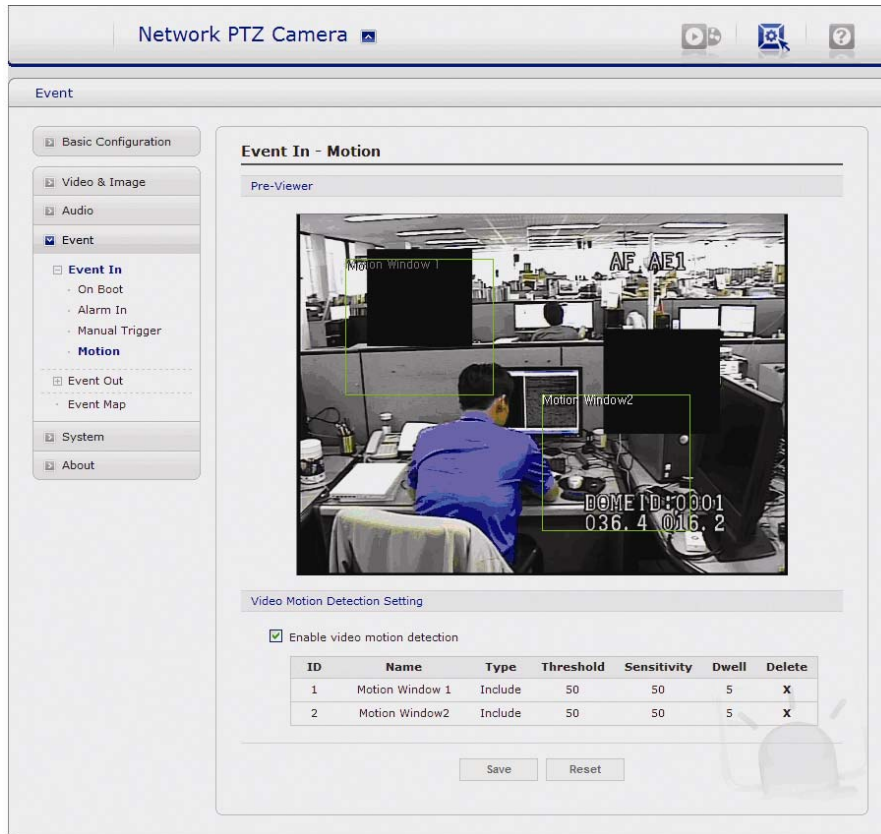 Network PTZ Camera
Event
Basic Configuration
Video & Image
Audio
Event
Event In
On Boot
Alarm In
Manual Trigger
Motion
Event Out
Event Map
System
About
Event In - Motion
Pre-Viewer
Motion Window 1
AF AE1
Motion Window2
DOMEID:0001
036.4 016.2
Video Motion Detection Setting
Enable video motion detection
ID Name Type Threshold Sensitivity Dwell Delete
1 Motion Window 1 Include 50 50 5 X
2 Motion Window2 Include 50 50 5 X
Save Reset